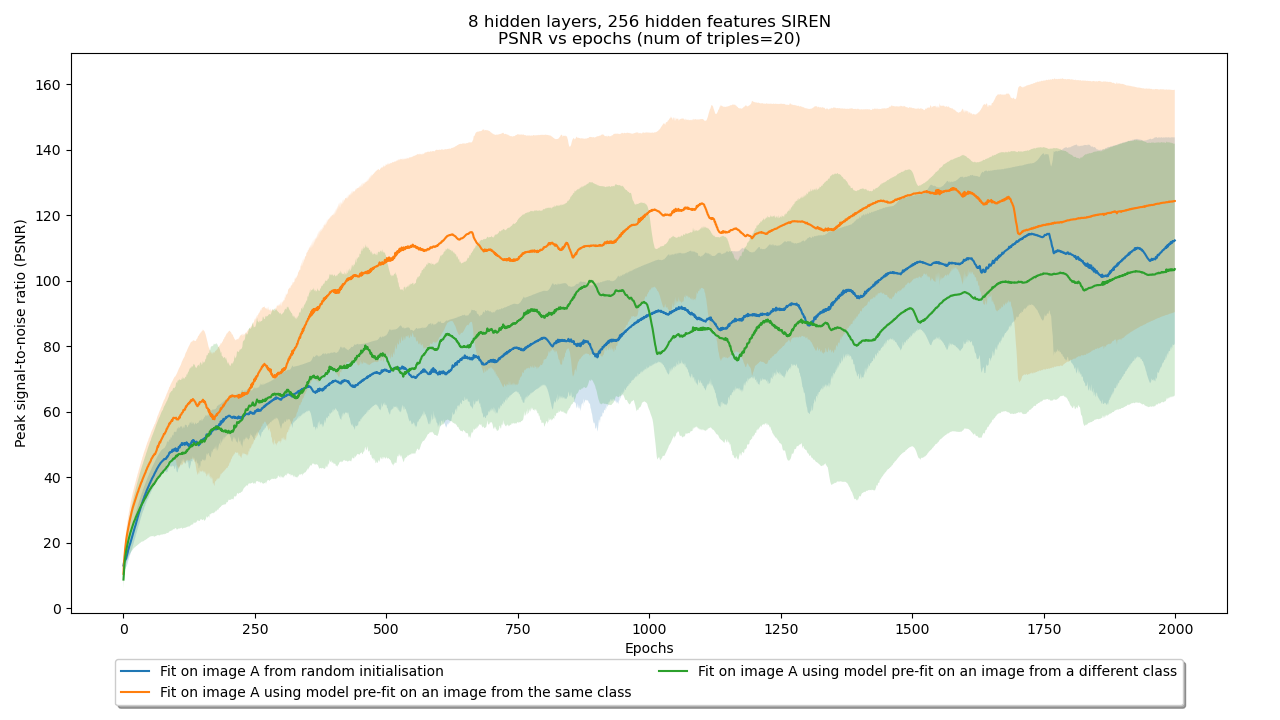 8 hidden layers, 256 hidden features SIREN
PSNR vs epochs (num of triples=20)
Peak signal-to-noise ratio (PSNR)
160
140
120
100
80
60
40
20
0
0 250 500 750 1000 1250 1500 1750 2000
Epochs
Fit on image A from random initialisation
Fit on image A using model pre-fit on an image from the same class
Fit on image A using model pre-fit on an image from a different class